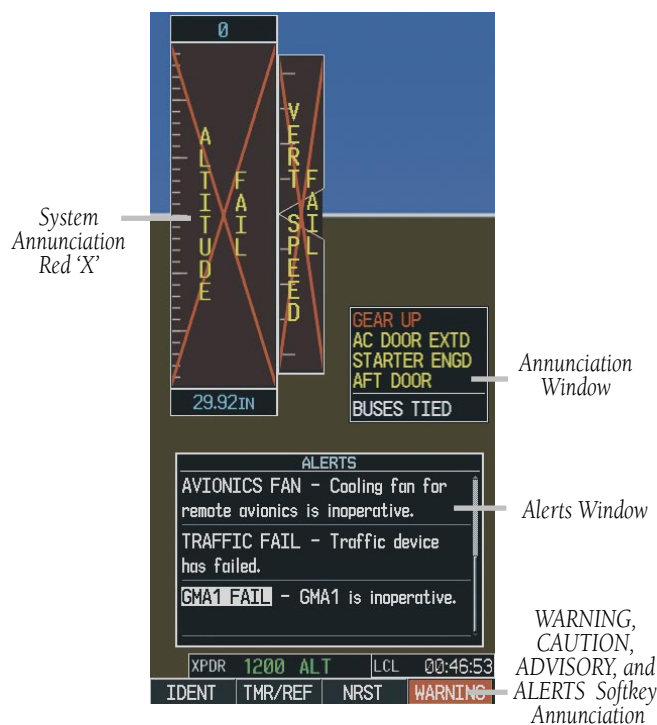 0
ALTITUDE FAIL
VERT SPEED FAIL
System
Annunciation
Red ‘X’
29.92IN
GEAR UP
AC DOOR EXTD
STARTER ENGD
AFT DOOR
BUSES TIED
Annunciation
Window
ALERTS
AVIONICS FAN – Cooling fan for
remote avionics is inoperative.
TRAFFIC FAIL – Traffic device
has failed.
GMA1 FAIL – GMA1 is inoperative.
Alerts Window
XPDR 1200 ALT LCL 00:46:53
IDENT TMR/REF NRST WARNING
WARNING,
CAUTION,
ADVISORY, and
ALERTS Softkey
Annunciation